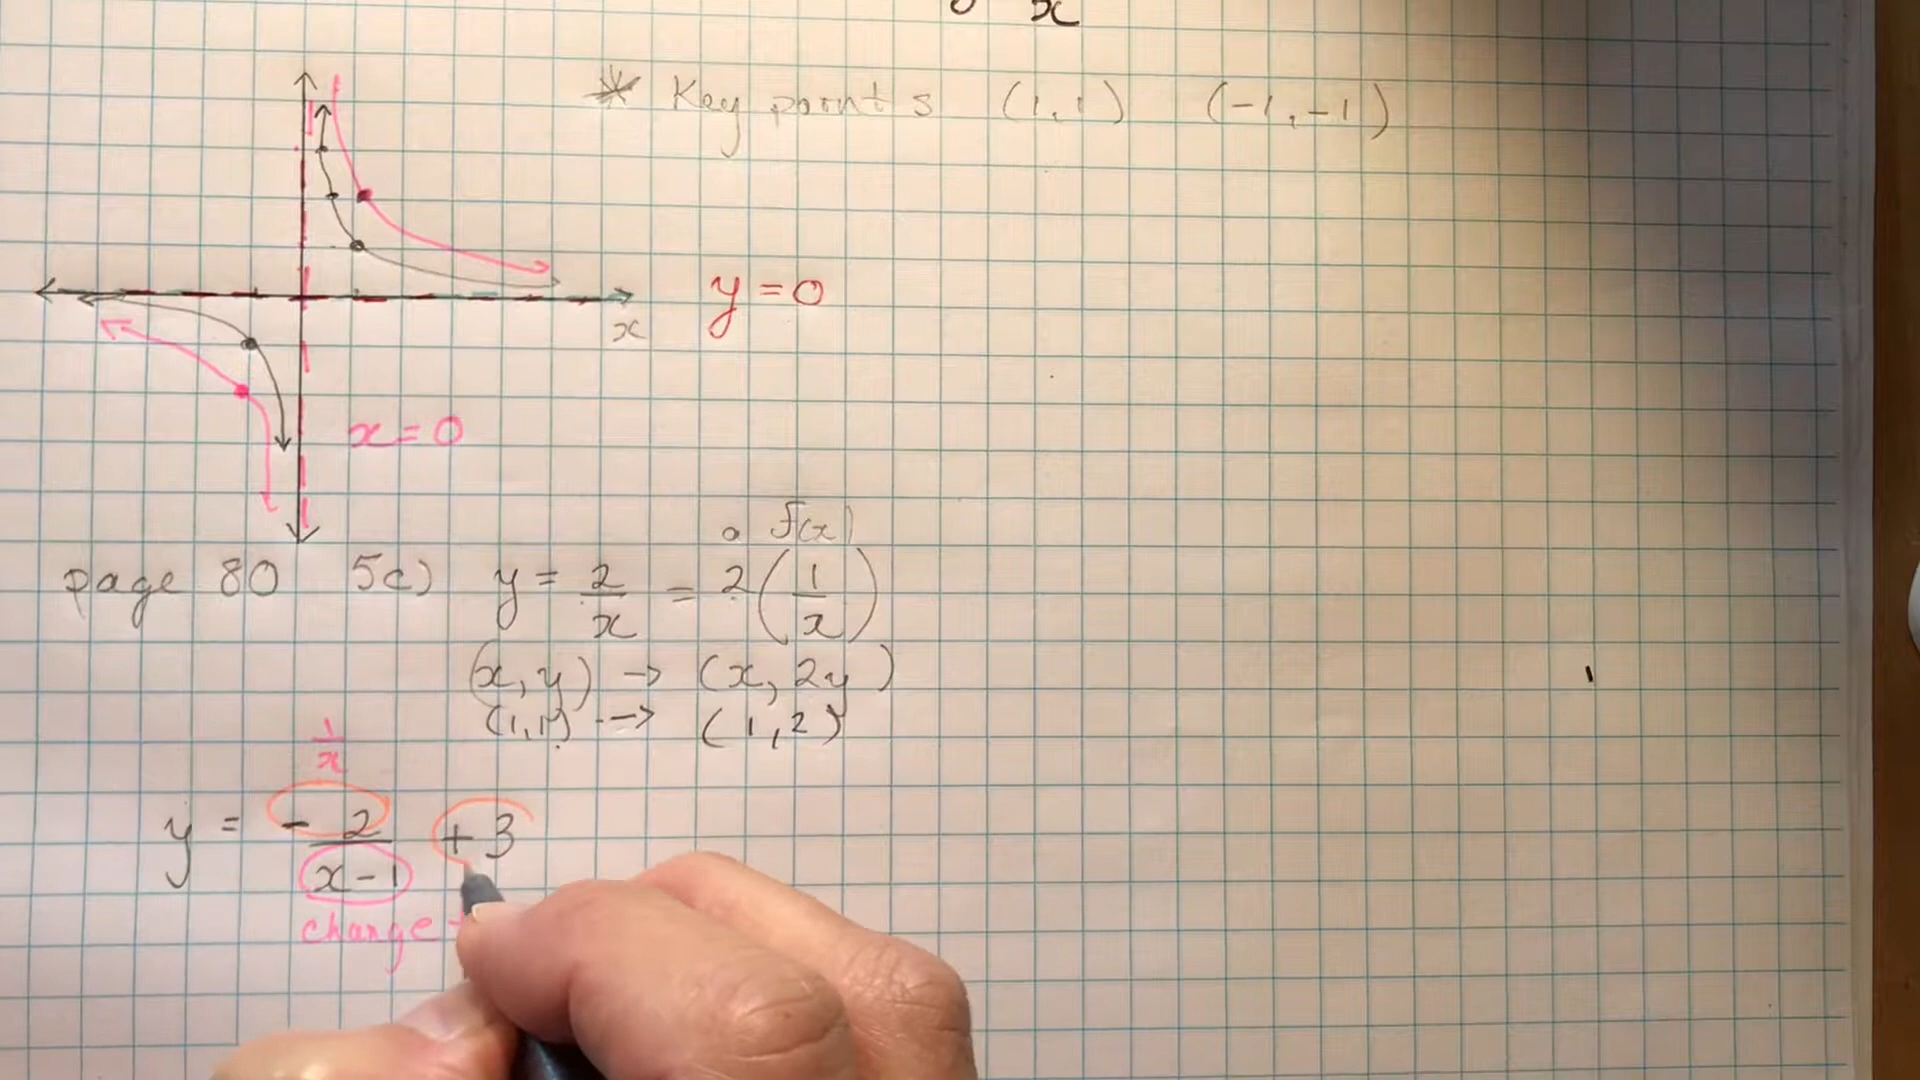 x
* Key points (1,1) (-1,-1)
y = 0
x
x = 0
a f(x)
page 80 5c) y = 2/x = 2(1/x)
(x, y) → (x, 2y)
(1,1) → (1,2)
1/x
y = - 2/(x-1) + 3
change